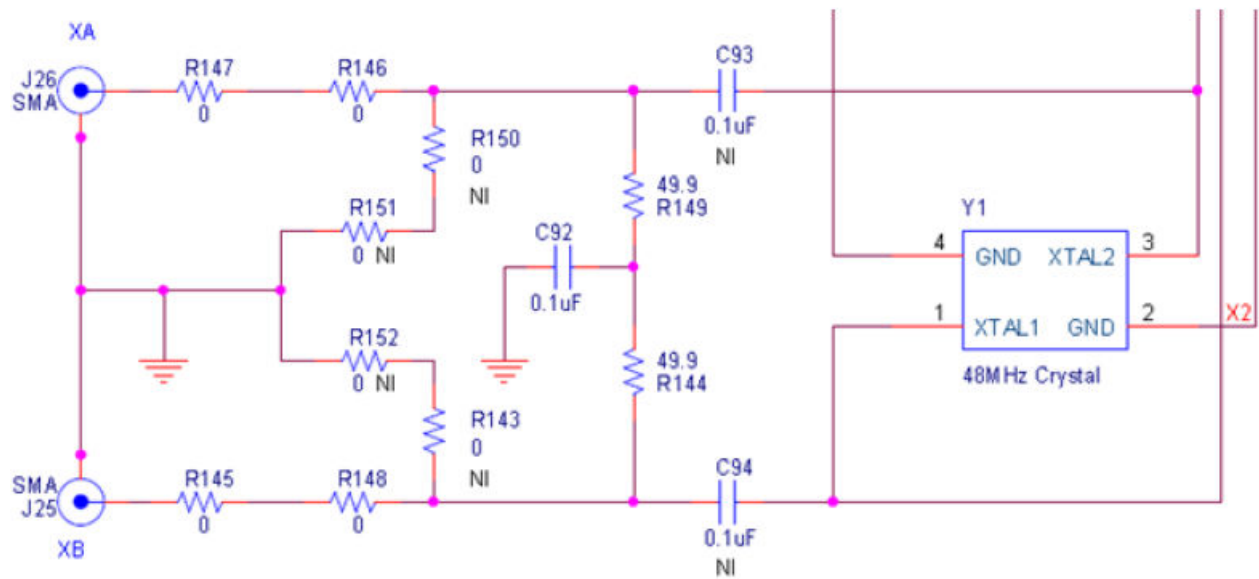 XA
J26
SMA
R147
0
R146
0
C93
0.1uF
NI
R150
0
NI
R151
0 NI
49.9
R149
C92
0.1uF
Y1
4
GND
XTAL2
3
1
XTAL1
GND
2
X2
48MHz Crystal
R152
0 NI
49.9
R144
R143
0
NI
SMA
J25
XB
R145
0
R148
0
C94
0.1uF
NI